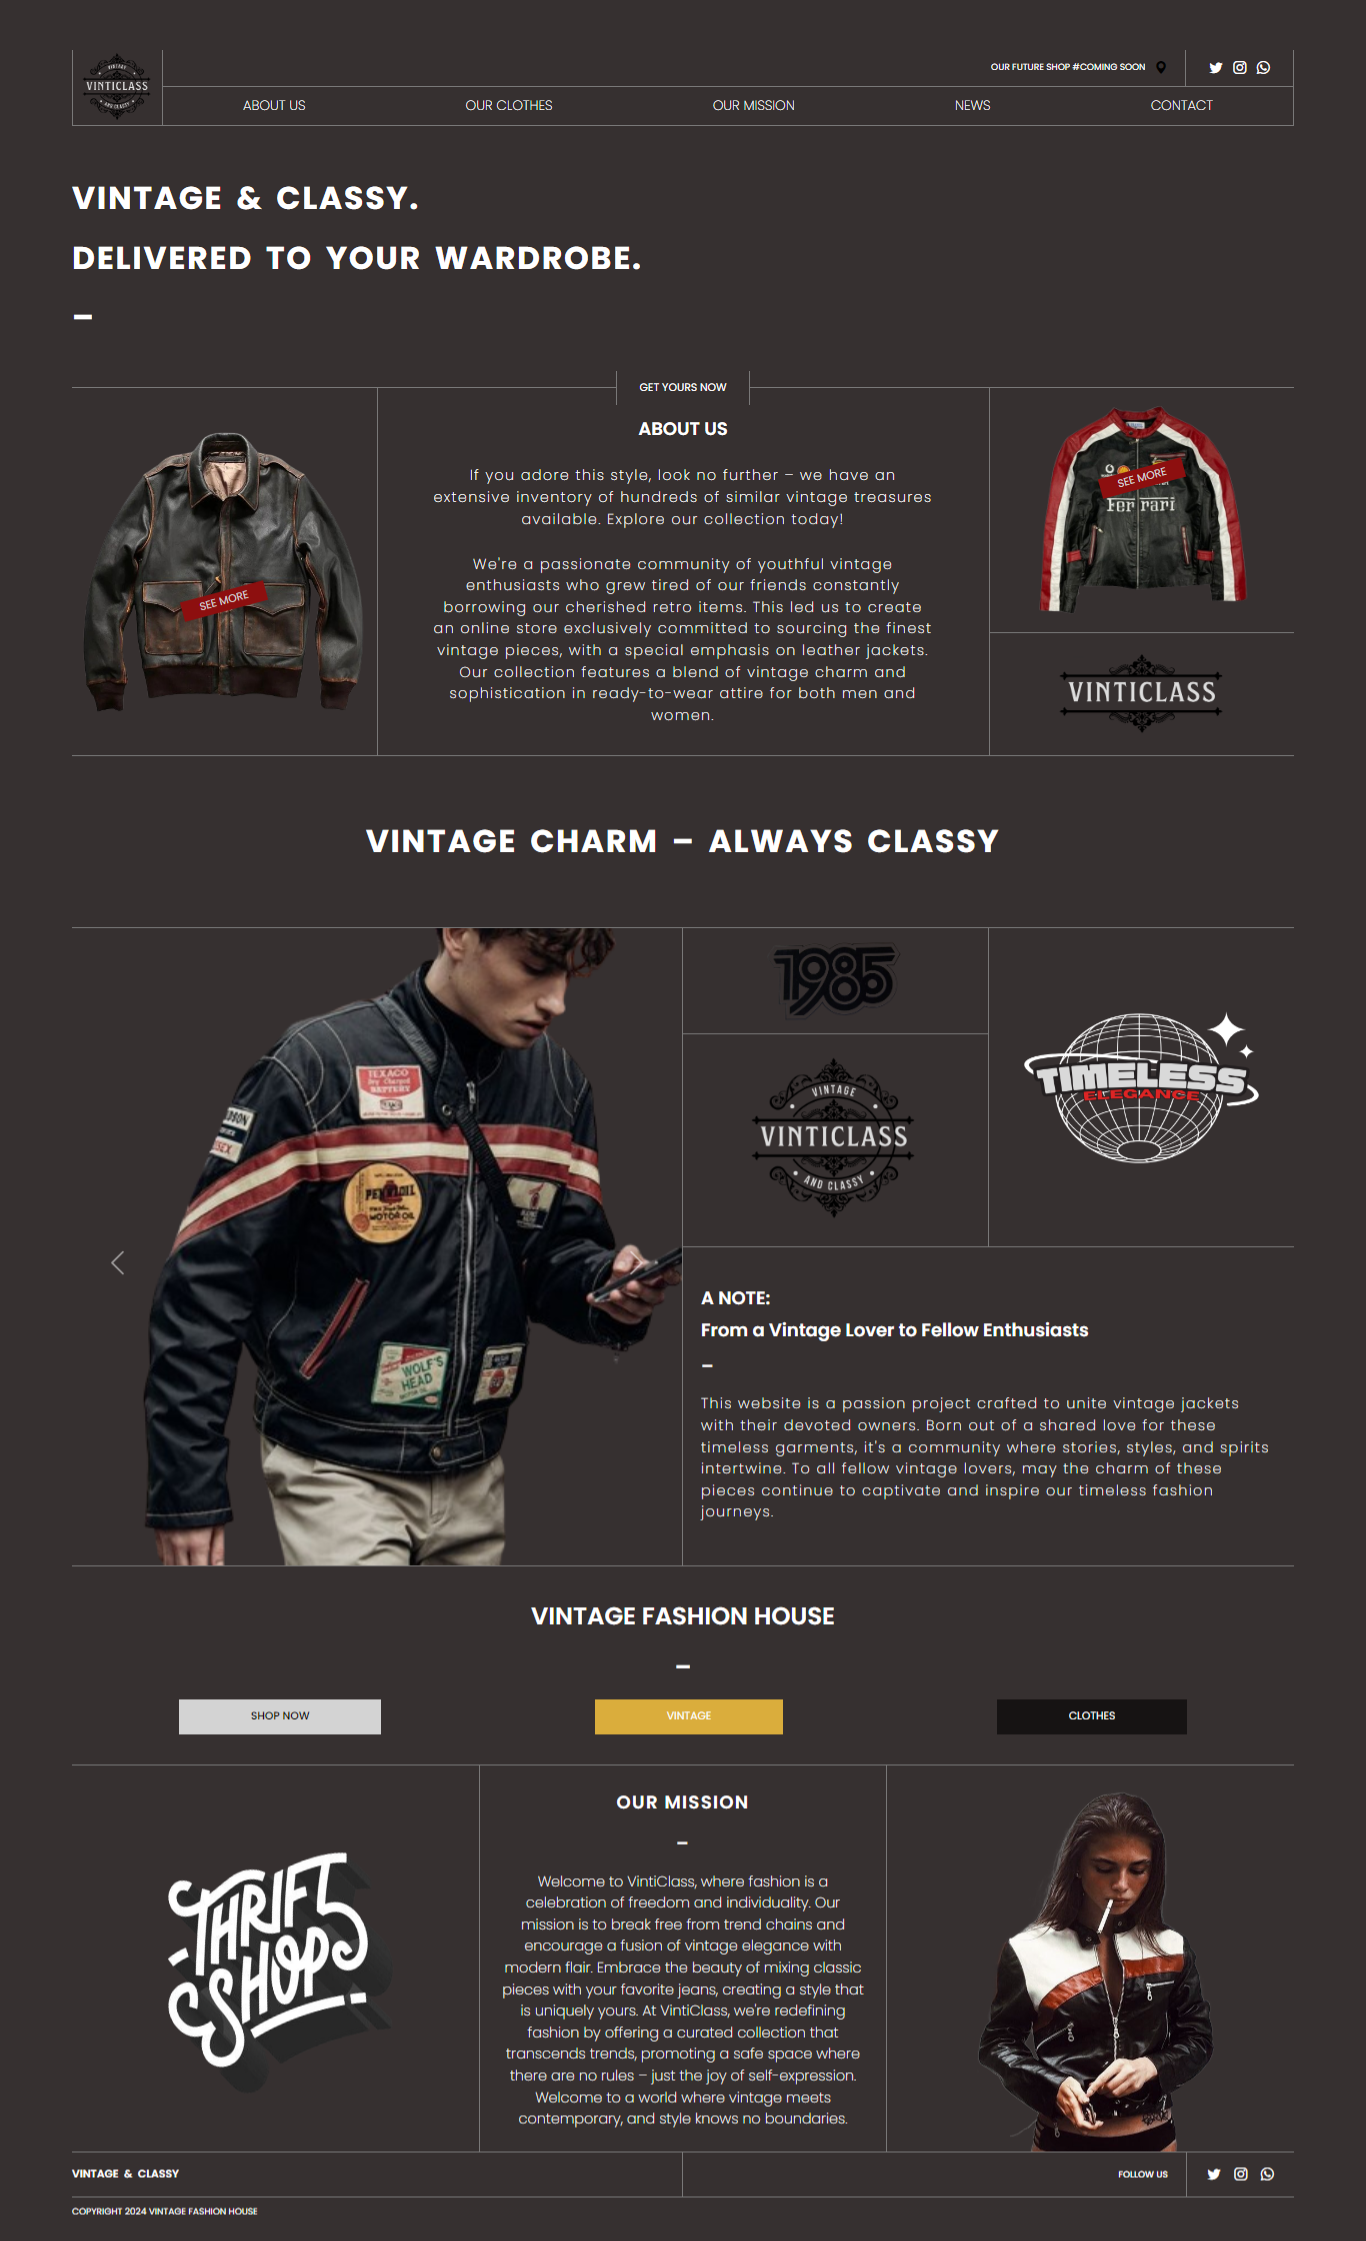 VINTAGE
VINTICLASS
AND CLASSY
OUR FUTURE SHOP #COMING SOON
ABOUT US
OUR CLOTHES
OUR MISSION
NEWS
CONTACT
VINTAGE & CLASSY.
DELIVERED TO YOUR WARDROBE.
–
GET YOURS NOW
SEE MORE
ABOUT US
If you adore this style, look no further – we have an
extensive inventory of hundreds of similar vintage treasures
available. Explore our collection today!
We're a passionate community of youthful vintage
enthusiasts who grew tired of our friends constantly
borrowing our cherished retro items. This led us to create
an online store exclusively committed to sourcing the finest
vintage pieces, with a special emphasis on leather jackets.
Our collection features a blend of vintage charm and
sophistication in ready-to-wear attire for both men and
women.
SEE MORE
Ferrari
VINTICLASS
VINTAGE CHARM – ALWAYS CLASSY
TEXACO
Dry Charged
BATTERY
PENNZOIL
MOTOR OIL
WOLF'S
HEAD
1985
VINTAGE
VINTICLASS
AND CLASSY
TIMELESS
ELEGANCE
A NOTE:
From a Vintage Lover to Fellow Enthusiasts
–
This website is a passion project crafted to unite vintage jackets
with their devoted owners. Born out of a shared love for these
timeless garments, it's a community where stories, styles, and spirits
intertwine. To all fellow vintage lovers, may the charm of these
pieces continue to captivate and inspire our timeless fashion
journeys.
VINTAGE FASHION HOUSE
–
SHOP NOW
VINTAGE
CLOTHES
THRIFT
SHOP
OUR MISSION
–
Welcome to VintiClass, where fashion is a
celebration of freedom and individuality. Our
mission is to break free from trend chains and
encourage a fusion of vintage elegance with
modern flair. Embrace the beauty of mixing classic
pieces with your favorite jeans, creating a style that
is uniquely yours. At VintiClass, we're redefining
fashion by offering a curated collection that
transcends trends, promoting a safe space where
there are no rules – just the joy of self-expression.
Welcome to a world where vintage meets
contemporary, and style knows no boundaries.
VINTAGE & CLASSY
FOLLOW US
COPYRIGHT 2024 VINTAGE FASHION HOUSE